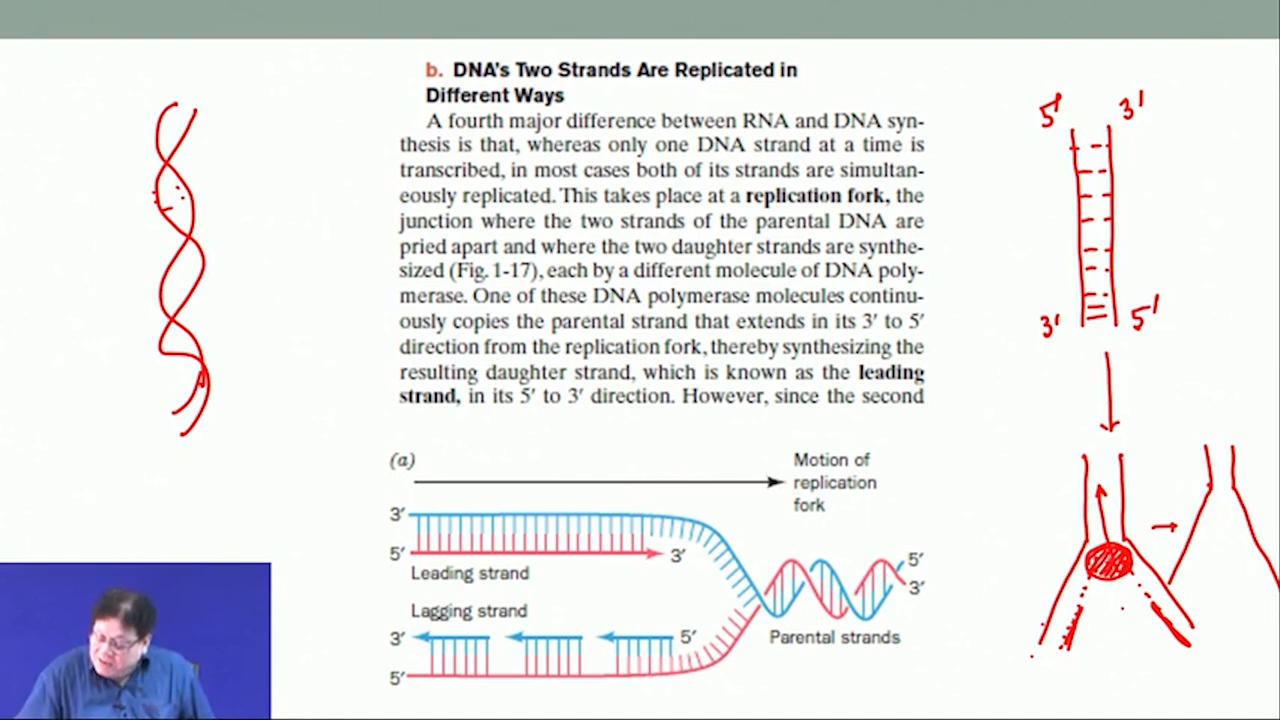 b. DNA's Two Strands Are Replicated in
Different Ways
A fourth major difference between RNA and DNA syn-
thesis is that, whereas only one DNA strand at a time is
transcribed, in most cases both of its strands are simultan-
eously replicated. This takes place at a replication fork, the
junction where the two strands of the parental DNA are
pried apart and where the two daughter strands are synthe-
sized (Fig. 1-17), each by a different molecule of DNA poly-
merase. One of these DNA polymerase molecules continu-
ously copies the parental strand that extends in its 3′ to 5′
direction from the replication fork, thereby synthesizing the
resulting daughter strand, which is known as the leading
strand, in its 5′ to 3′ direction. However, since the second
(a)
Motion of
replication
fork
3′
5′
3′
Leading strand
Lagging strand
3′
5′
5′
5′
3′
Parental strands
5' 3'
3' 5'